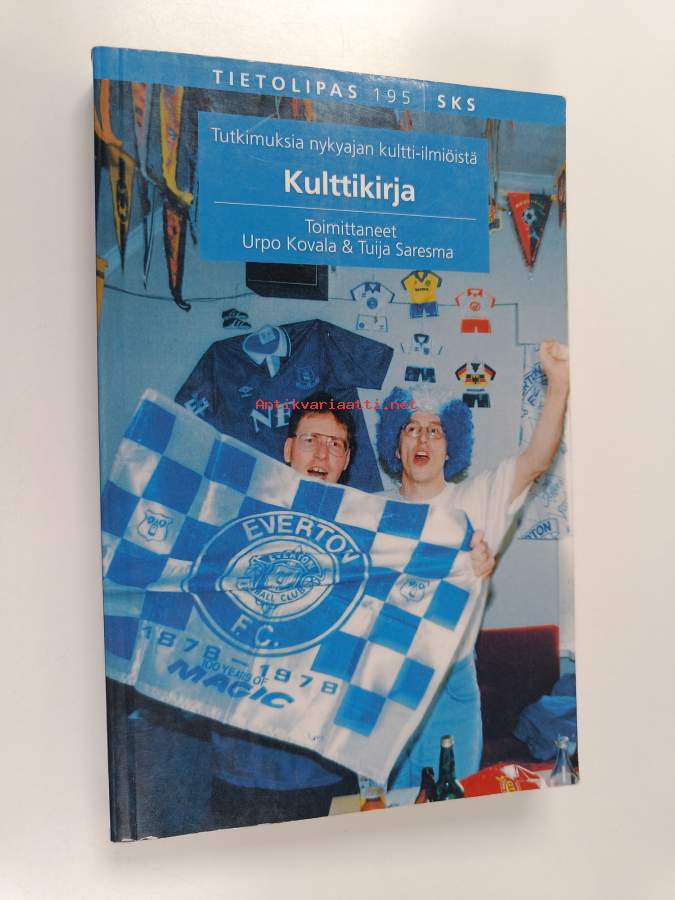 TIETOLIPAS 195 SKS
Tutkimuksia nykyajan kultti-ilmiöistä
Kulttikirja
Toimittaneet
Urpo Kovala & Tuija Saresma
Antikvariaatti.net
EVERTON
EVERTON
F.C.
1878 – 1978
100 YEARS OF
MAGIC